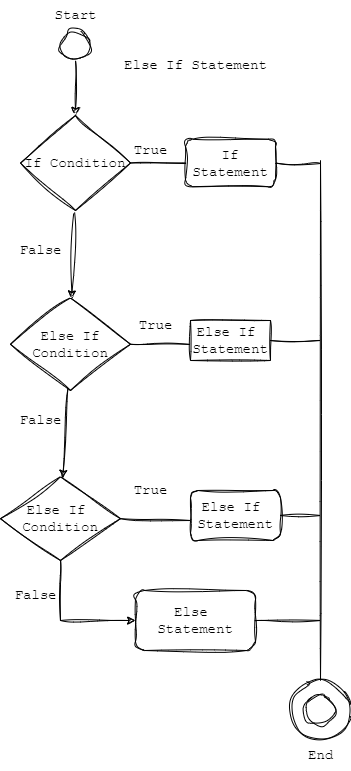 Start
Else If Statement
If Condition
True
If
Statement
False
Else If
Condition
True
Else If
Statement
False
Else If
Condition
True
Else If
Statement
False
Else
Statement
End